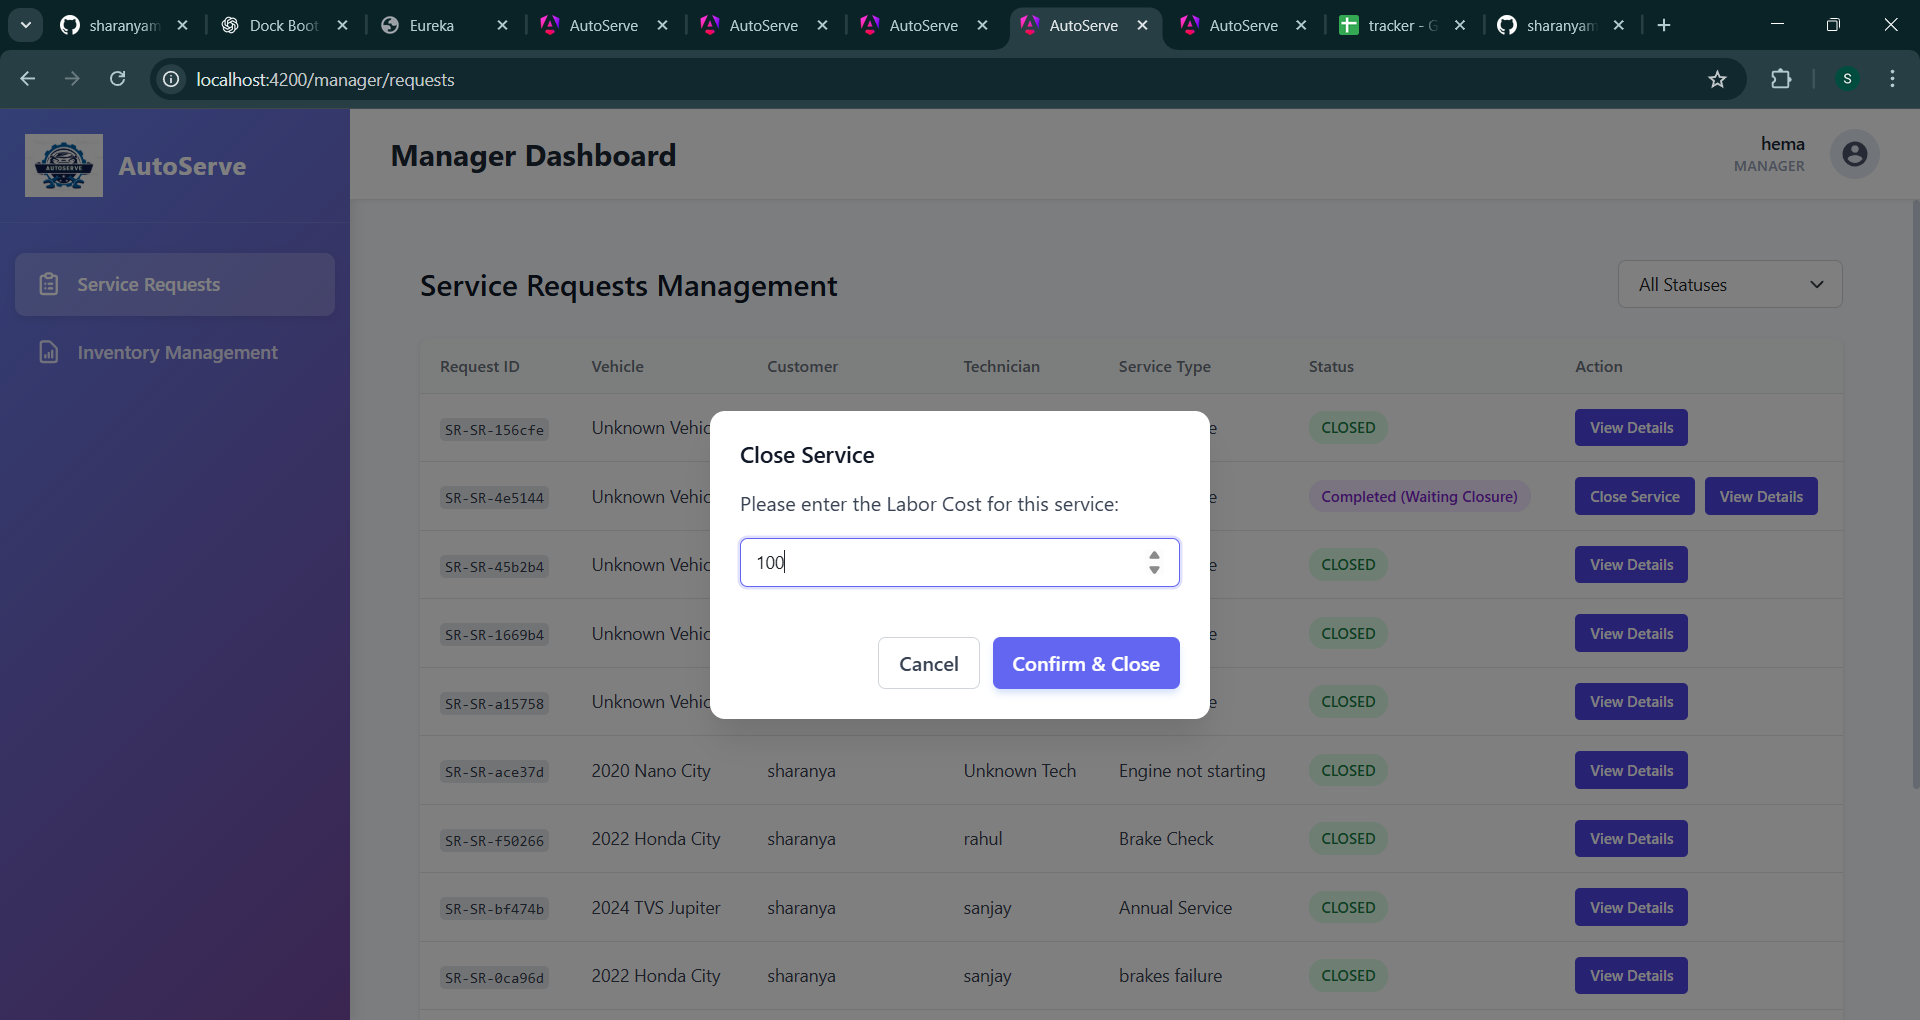 sharanyam
Dock Boot
Eureka
AutoServe
AutoServe
AutoServe
AutoServe
AutoServe
tracker - G
sharanyam
localhost:4200/manager/requests
S
AUTOSERVE
AutoServe
Manager Dashboard
hema
MANAGER
Service Requests
Inventory Management
Service Requests Management
All Statuses
Request ID Vehicle Customer Technician Service Type Status Action
SR-SR-156cfe Unknown Vehic e CLOSED View Details
SR-SR-4e5144 Unknown Vehic e Completed (Waiting Closure) Close Service View Details
SR-SR-45b2b4 Unknown Vehic e CLOSED View Details
SR-SR-1669b4 Unknown Vehic e CLOSED View Details
SR-SR-a15758 Unknown Vehic e CLOSED View Details
SR-SR-ace37d 2020 Nano City sharanya Unknown Tech Engine not starting CLOSED View Details
SR-SR-f50266 2022 Honda City sharanya rahul Brake Check CLOSED View Details
SR-SR-bf474b 2024 TVS Jupiter sharanya sanjay Annual Service CLOSED View Details
SR-SR-0ca96d 2022 Honda City sharanya sanjay brakes failure CLOSED View Details
Close Service
Please enter the Labor Cost for this service:
100
Cancel
Confirm & Close